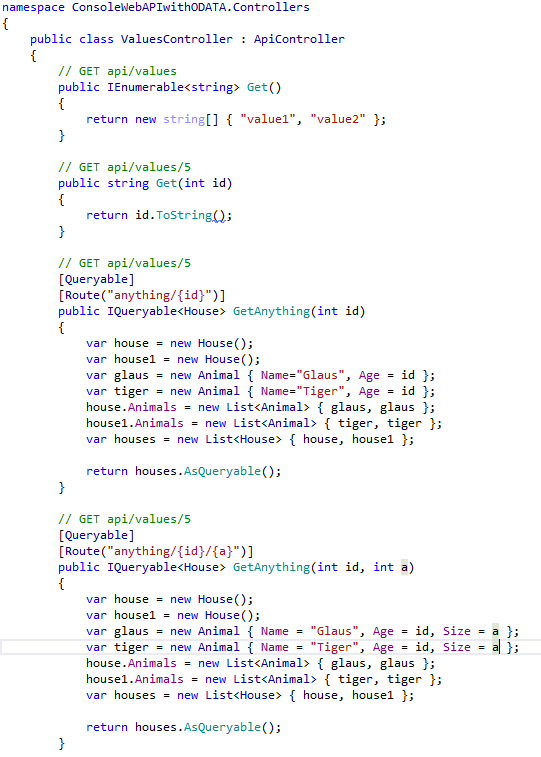 namespace ConsoleWebAPIwithODATA.Controllers
{
    public class ValuesController : ApiController
    {
        // GET api/values
        public IEnumerable<string> Get()
        {
            return new string[] { "value1", "value2" };
        }

        // GET api/values/5
        public string Get(int id)
        {
            return id.ToString();
        }

        // GET api/values/5
        [Queryable]
        [Route("anything/{id}")]
        public IQueryable<House> GetAnything(int id)
        {
            var house = new House();
            var house1 = new House();
            var glaus = new Animal { Name="Glaus", Age = id };
            var tiger = new Animal { Name="Tiger", Age = id };
            house.Animals = new List<Animal> { glaus, glaus };
            house1.Animals = new List<Animal> { tiger, tiger };
            var houses = new List<House> { house, house1 };

            return houses.AsQueryable();
        }

        // GET api/values/5
        [Queryable]
        [Route("anything/{id}/{a}")]
        public IQueryable<House> GetAnything(int id, int a)
        {
            var house = new House();
            var house1 = new House();
            var glaus = new Animal { Name = "Glaus", Age = id, Size = a };
            var tiger = new Animal { Name = "Tiger", Age = id, Size = a };
            house.Animals = new List<Animal> { glaus, glaus };
            house1.Animals = new List<Animal> { tiger, tiger };
            var houses = new List<House> { house, house1 };

            return houses.AsQueryable();
        }